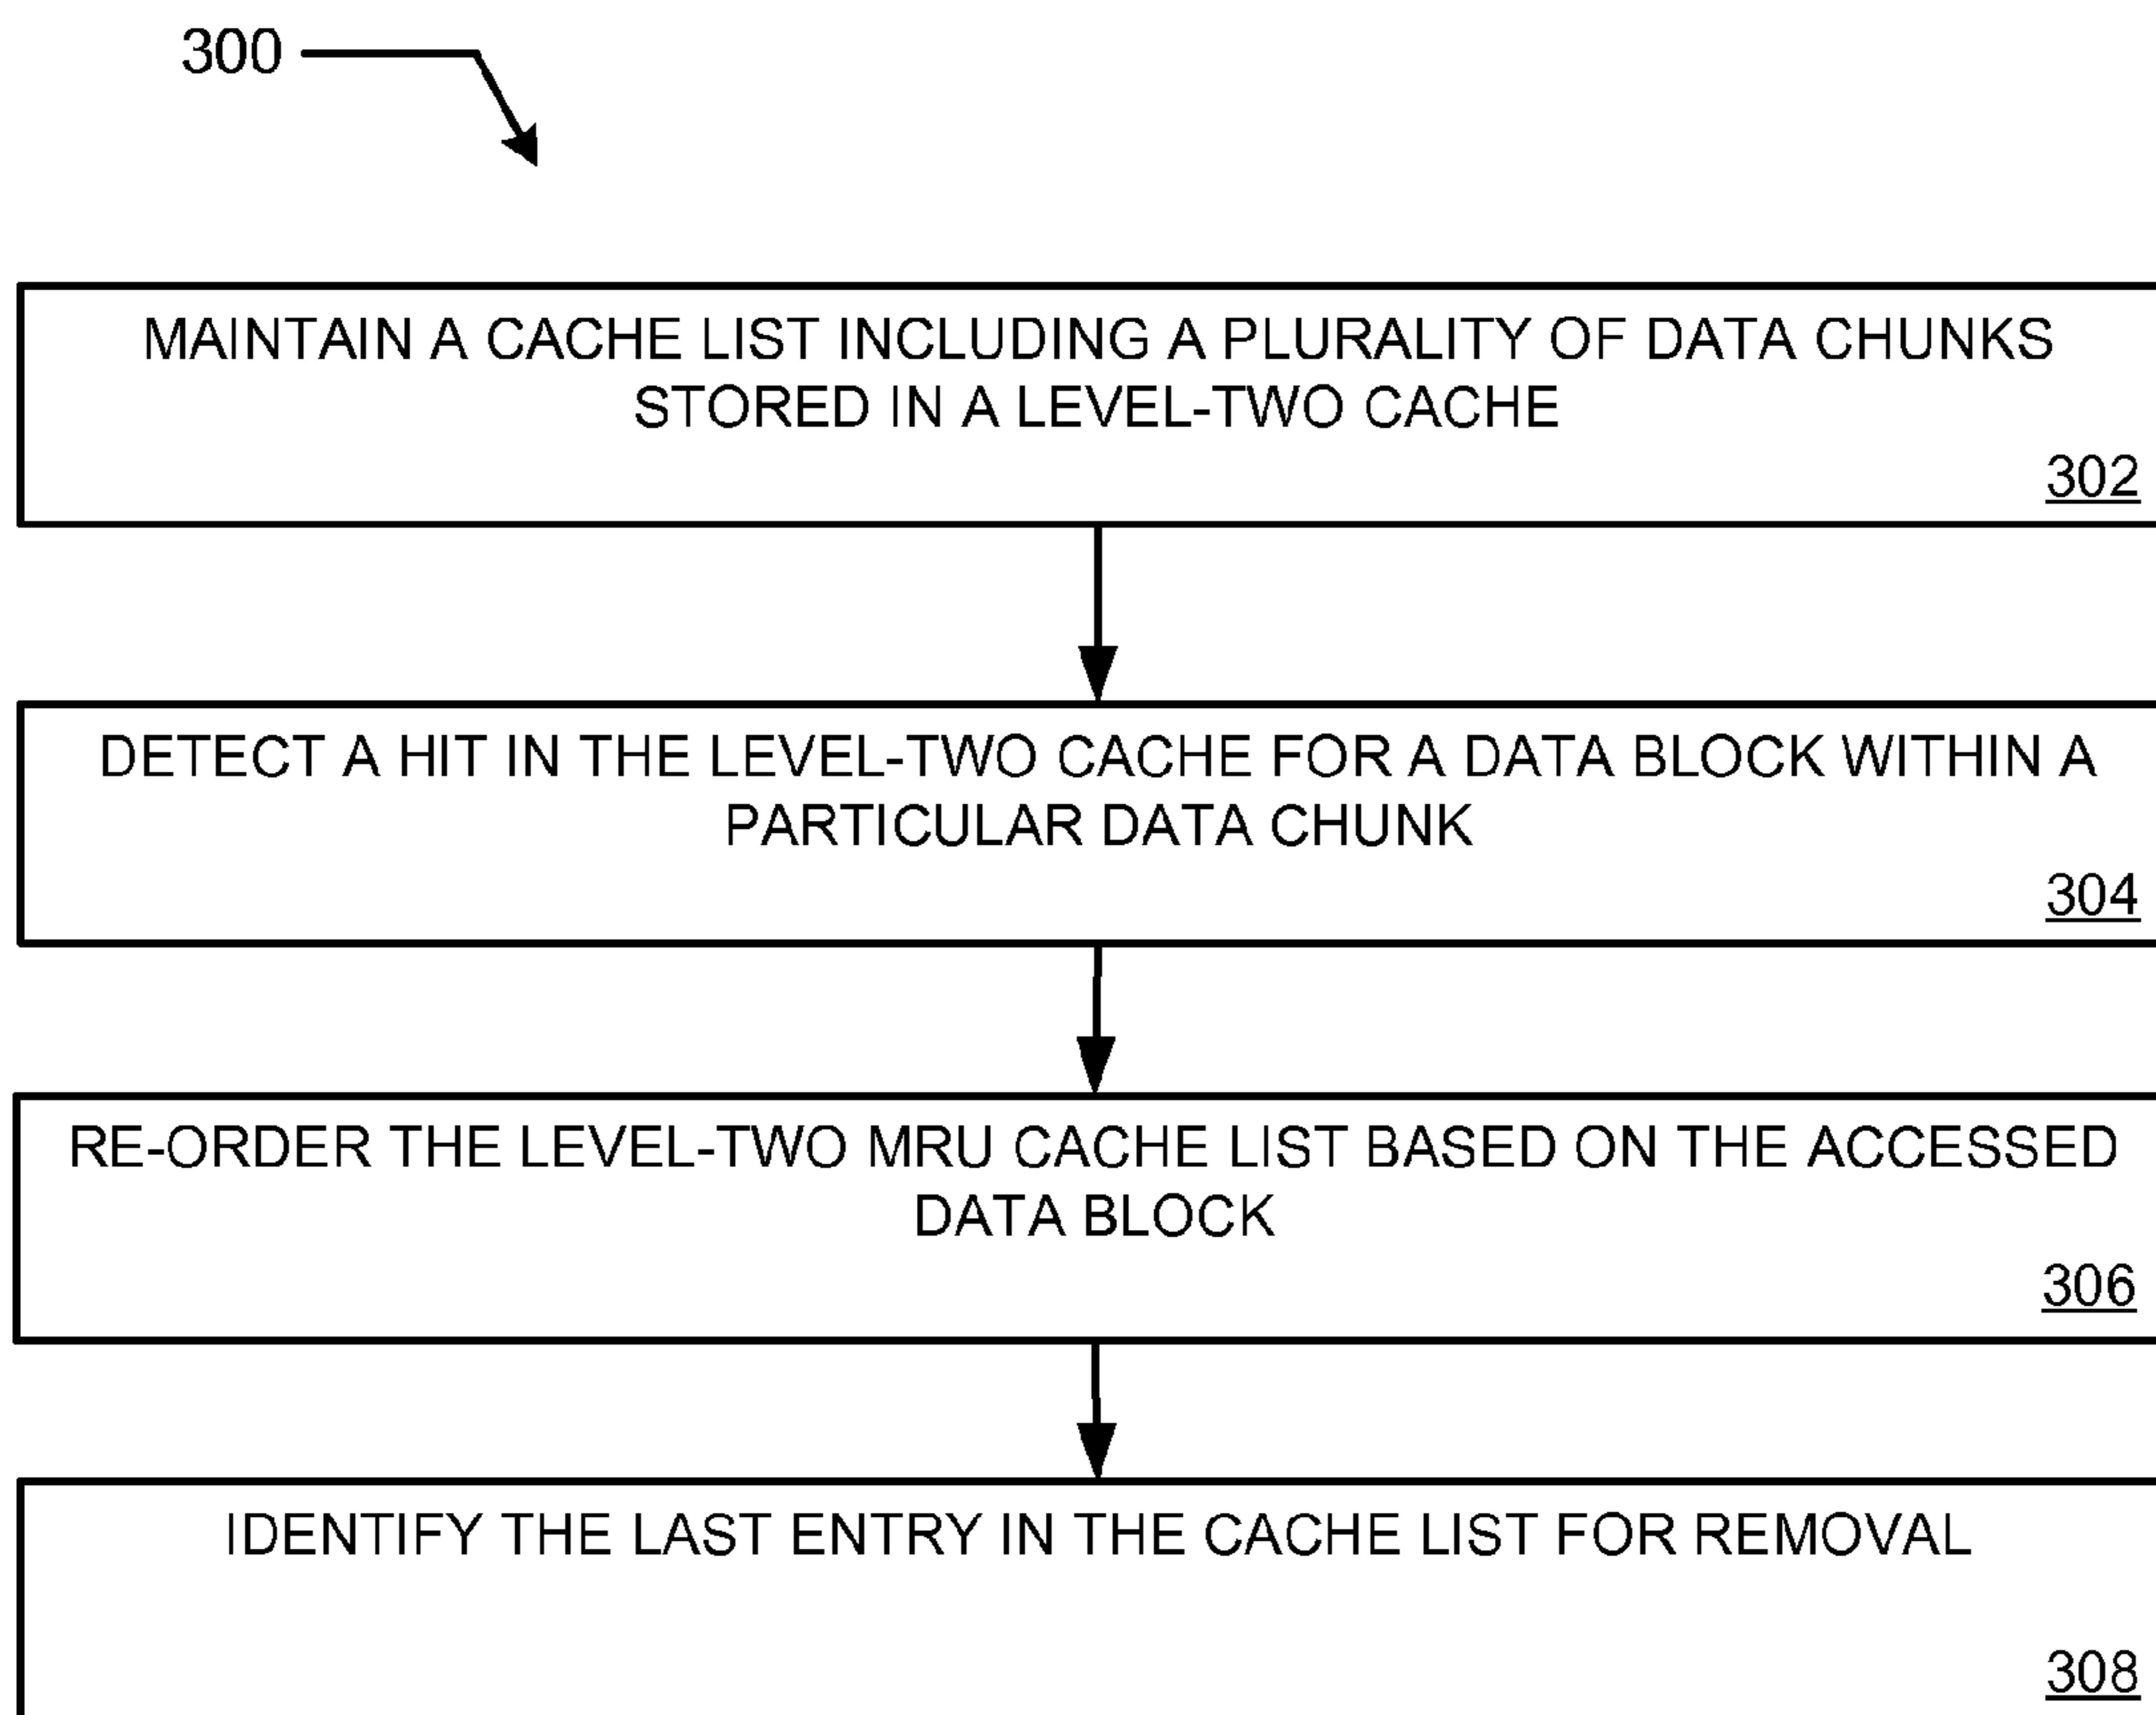 300
MAINTAIN A CACHE LIST INCLUDING A PLURALITY OF DATA CHUNKS
STORED IN A LEVEL-TWO CACHE
302
DETECT A HIT IN THE LEVEL-TWO CACHE FOR A DATA BLOCK WITHIN A
PARTICULAR DATA CHUNK
304
RE-ORDER THE LEVEL-TWO MRU CACHE LIST BASED ON THE ACCESSED
DATA BLOCK
306
IDENTIFY THE LAST ENTRY IN THE CACHE LIST FOR REMOVAL
308